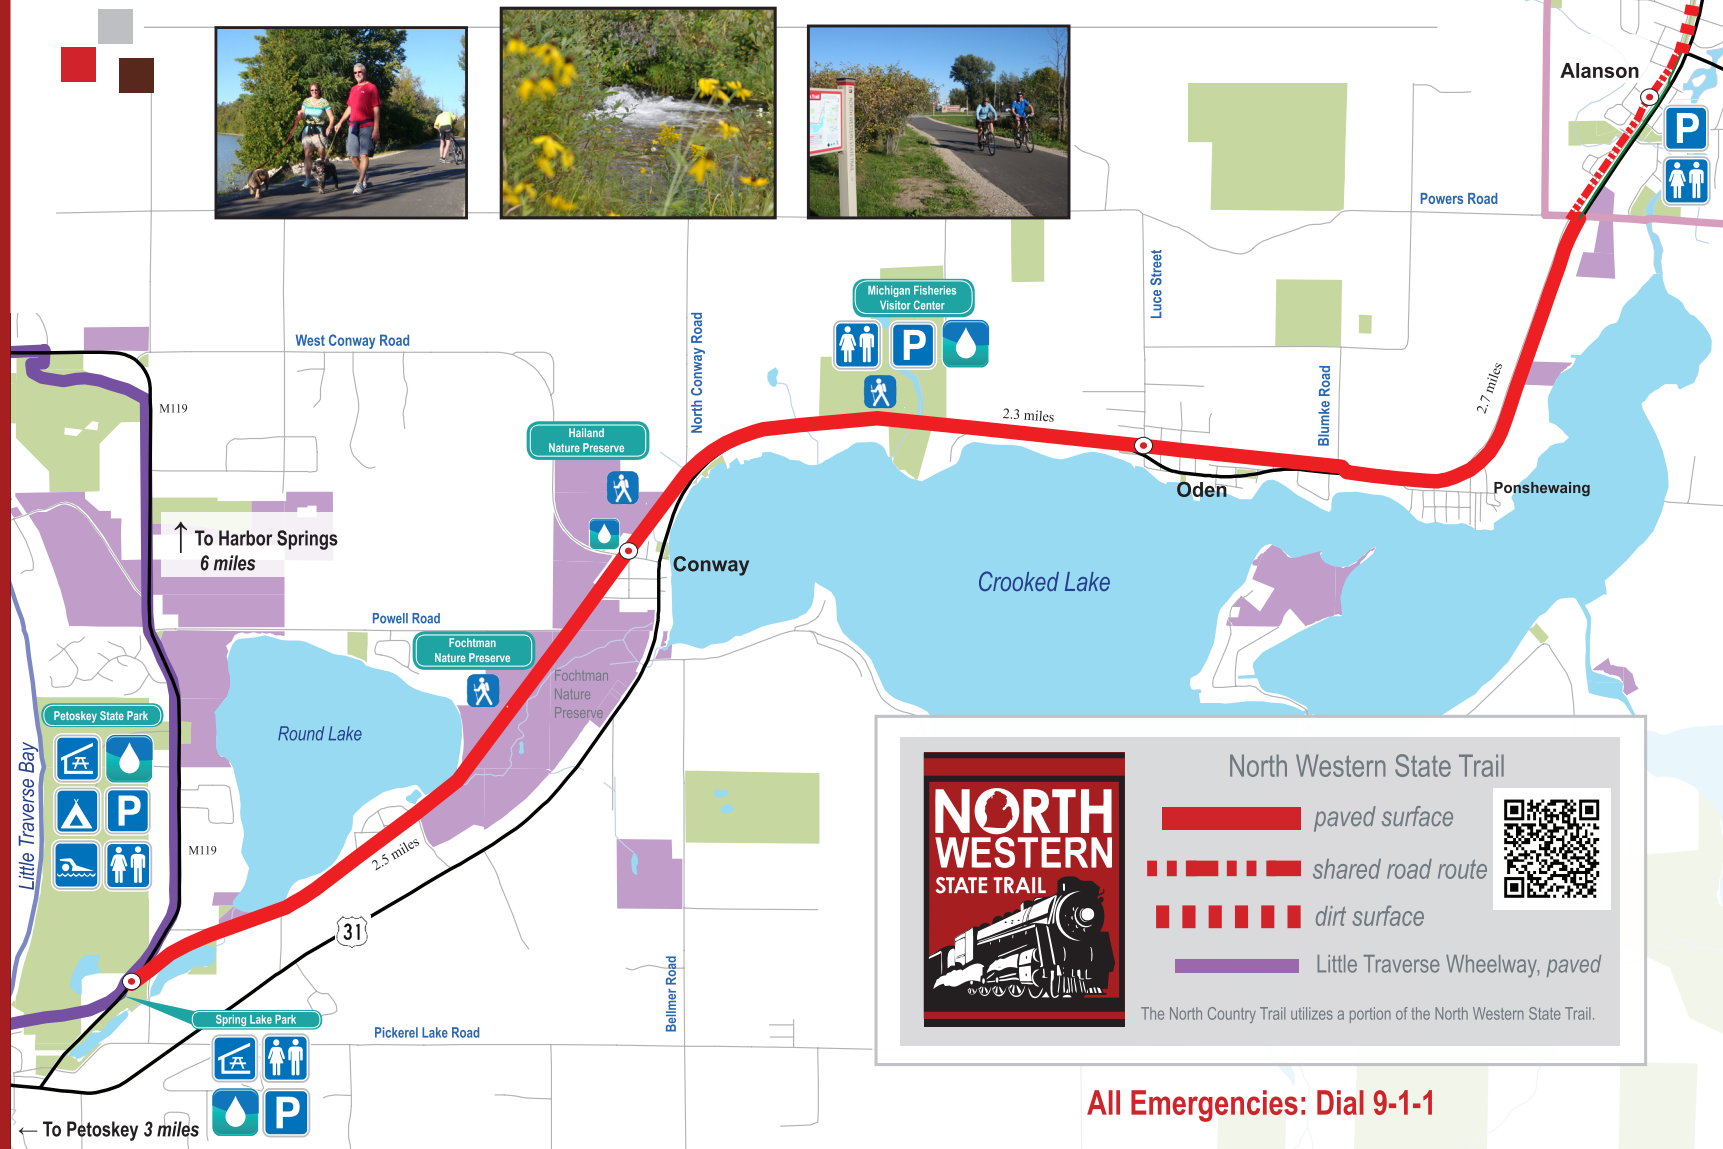 Alanson
P
Powers Road
Luce Street
Michigan Fisheries
Visitor Center
P
West Conway Road
North Conway Road
Blumke Road
2.7 miles
M119
2.3 miles
Hailand
Nature Preserve
Oden
Ponshewaing
↑ To Harbor Springs
6 miles
Conway
Crooked Lake
Powell Road
Fochtman
Nature Preserve
Fochtman
Nature
Preserve
Petoskey State Park
Round Lake
Little Traverse Bay
P
M119
2.5 miles
31
Bellmer Road
Spring Lake Park
Pickerel Lake Road
P
← To Petoskey 3 miles
NORTH
WESTERN
STATE TRAIL
North Western State Trail
paved surface
shared road route
dirt surface
Little Traverse Wheelway, paved
The North Country Trail utilizes a portion of the North Western State Trail.
All Emergencies: Dial 9-1-1